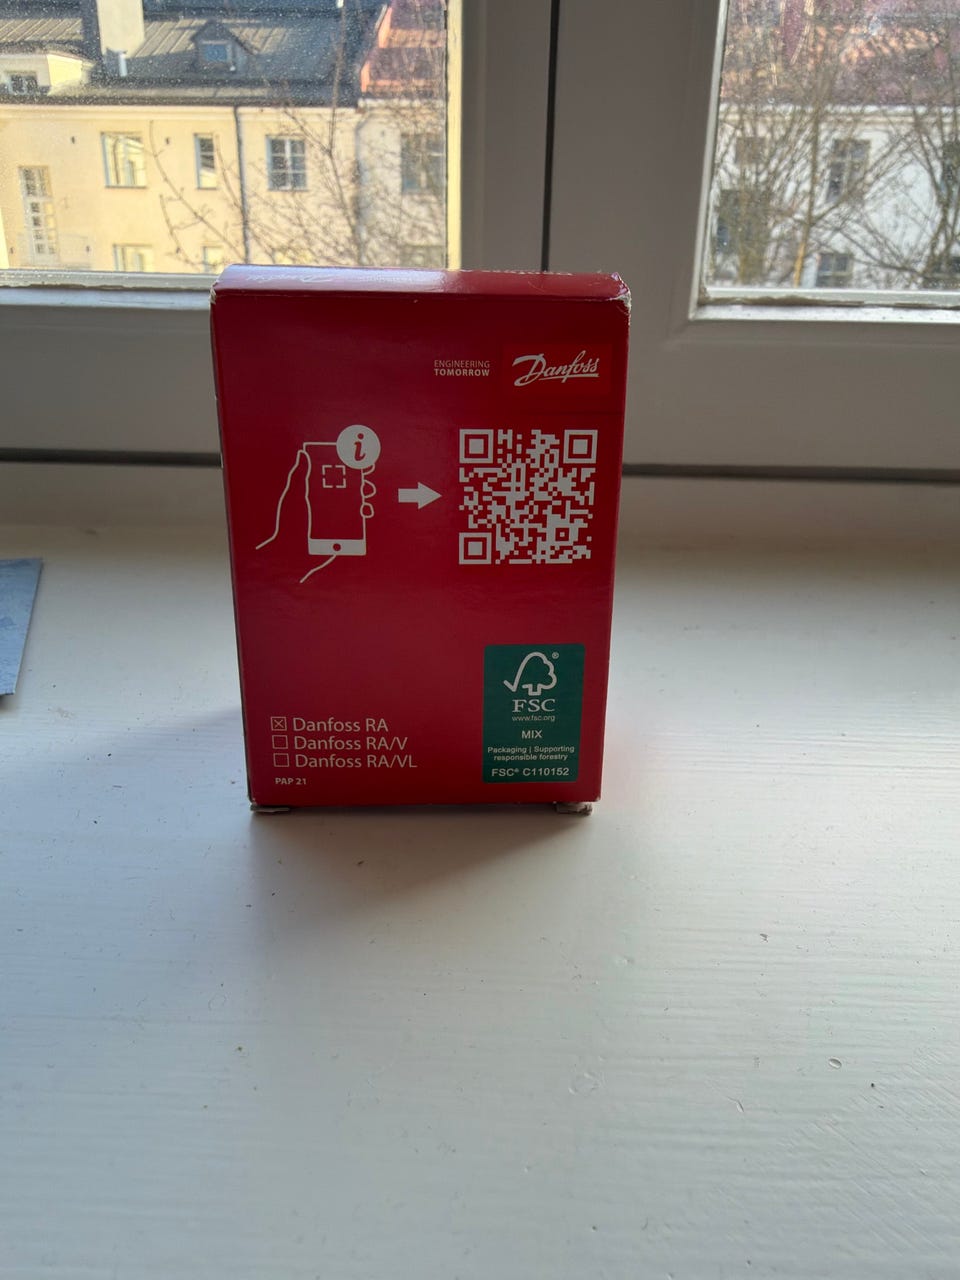 ENGINEERING
TOMORROW
Danfoss
i
☒ Danfoss RA
☐ Danfoss RA/V
☐ Danfoss RA/VL
PAP 21
®
FSC
www.fsc.org
MIX
Packaging | Supporting
responsible forestry
FSC® C110152